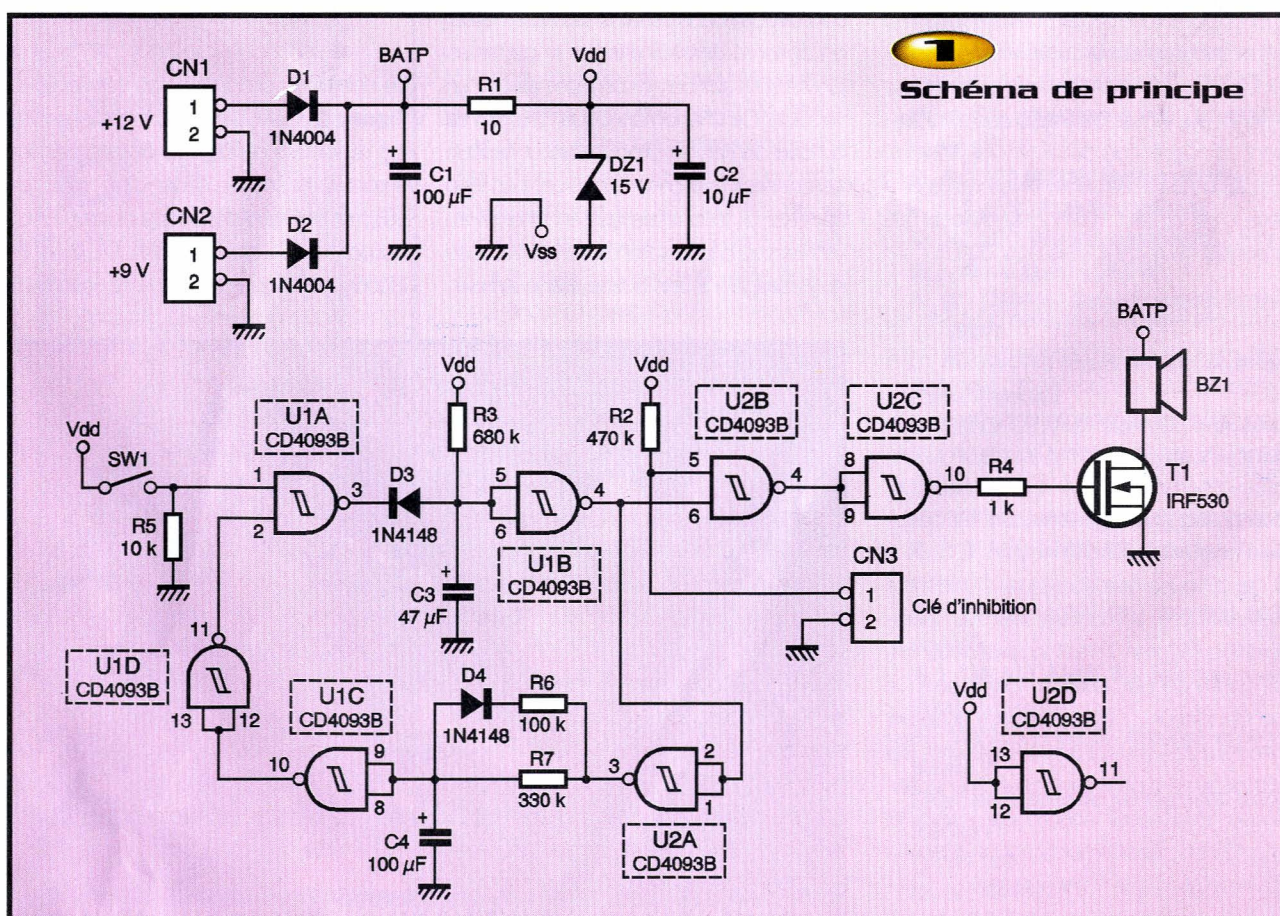 1
Schéma de principe
CN1
+12 V
1
2
D1
1N4004
BATP
R1
10
Vdd
C1
100 µF
+
DZ1
15 V
+
C2
10 µF
Vss
CN2
+9 V
1
2
D2
1N4004
BATP
BZ1
T1
IRF530
Vdd
SW1
R5
10 k
U1A
CD4093B
1
2
3
D3
1N4148
Vdd
R3
680 k
5
6
4
U1B
CD4093B
+
C3
47 µF
Vdd
R2
470 k
U2B
CD4093B
5
6
4
U2C
CD4093B
8
9
10
R4
1 k
CN3
1
2
Clé d'inhibition
11
U1D
CD4093B
13
12
U1C
CD4093B
10
9
8
D4
1N4148
R6
100 k
R7
330 k
+
C4
100 µF
3
2
1
U2A
CD4093B
Vdd
U2D
CD4093B
13
12
11